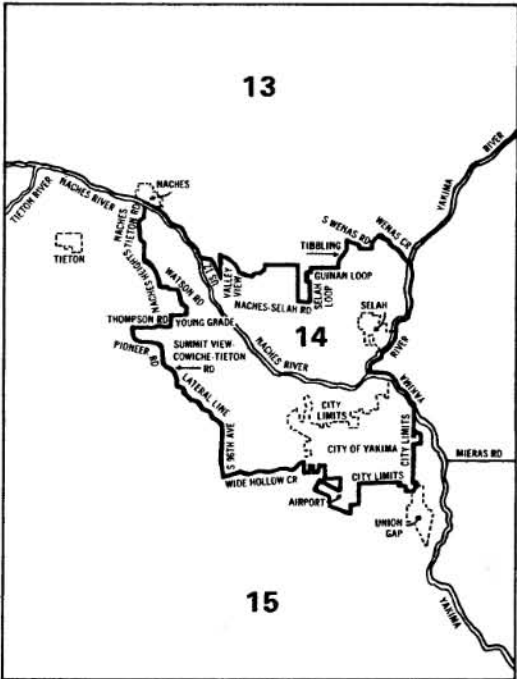 13
YAKIMA
RIVER
NACHES
TIETON RIVER
NACHES RIVER
NACHES
TIETON RD
NACHES HEIGHTS
TIETON
S WENAS RD
WENAS CR
TIBBLING
US 12
VALLEY
VIEW
GUINAN LOOP
SELAH
LOOP
WATSON RD
NACHES-SELAH RD
SELAH
THOMPSON RD
YOUNG GRADE
14
PIONEER RD
SUMMIT VIEW-
COWICHE-TIETON
RD
NACHES RIVER
RIVER
YAKIMA
LATERAL LINE
CITY
LIMITS
S 96TH AVE
CITY OF YAKIMA
CITY LIMITS
MIERAS RD
WIDE HOLLOW CR
CITY LIMITS
AIRPORT
UNION
GAP
15
YAKIMA